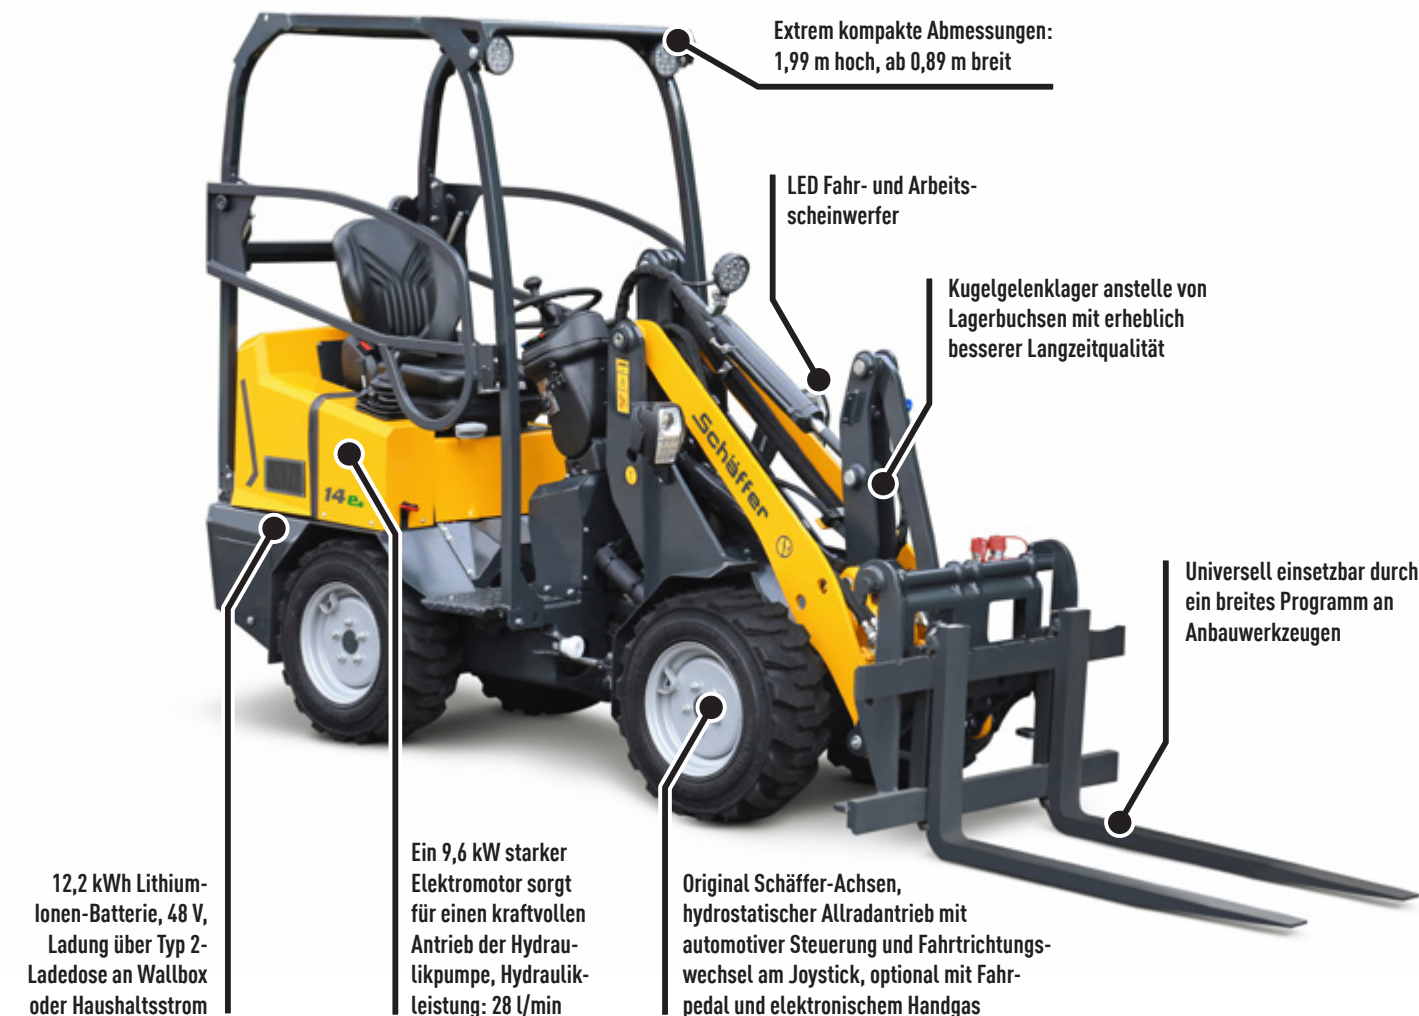 Extrem kompakte Abmessungen:
1,99 m hoch, ab 0,89 m breit
LED Fahr- und Arbeits-
scheinwerfer
Kugelgelenklager anstelle von
Lagerbuchsen mit erheblich
besserer Langzeitqualität
Schäffer
14e
Universell einsetzbar durch
ein breites Programm an
Anbauwerkzeugen
12,2 kWh Lithium-
Ionen-Batterie, 48 V,
Ladung über Typ 2-
Ladedose an Wallbox
oder Haushaltsstrom
Ein 9,6 kW starker
Elektromotor sorgt
für einen kraftvollen
Antrieb der Hydrau-
likpumpe, Hydraulik-
leistung: 28 l/min
Original Schäffer-Achsen,
hydrostatischer Allradantrieb mit
automotiver Steuerung und Fahrtrichtungs-
wechsel am Joystick, optional mit Fahr-
pedal und elektronischem Handgas